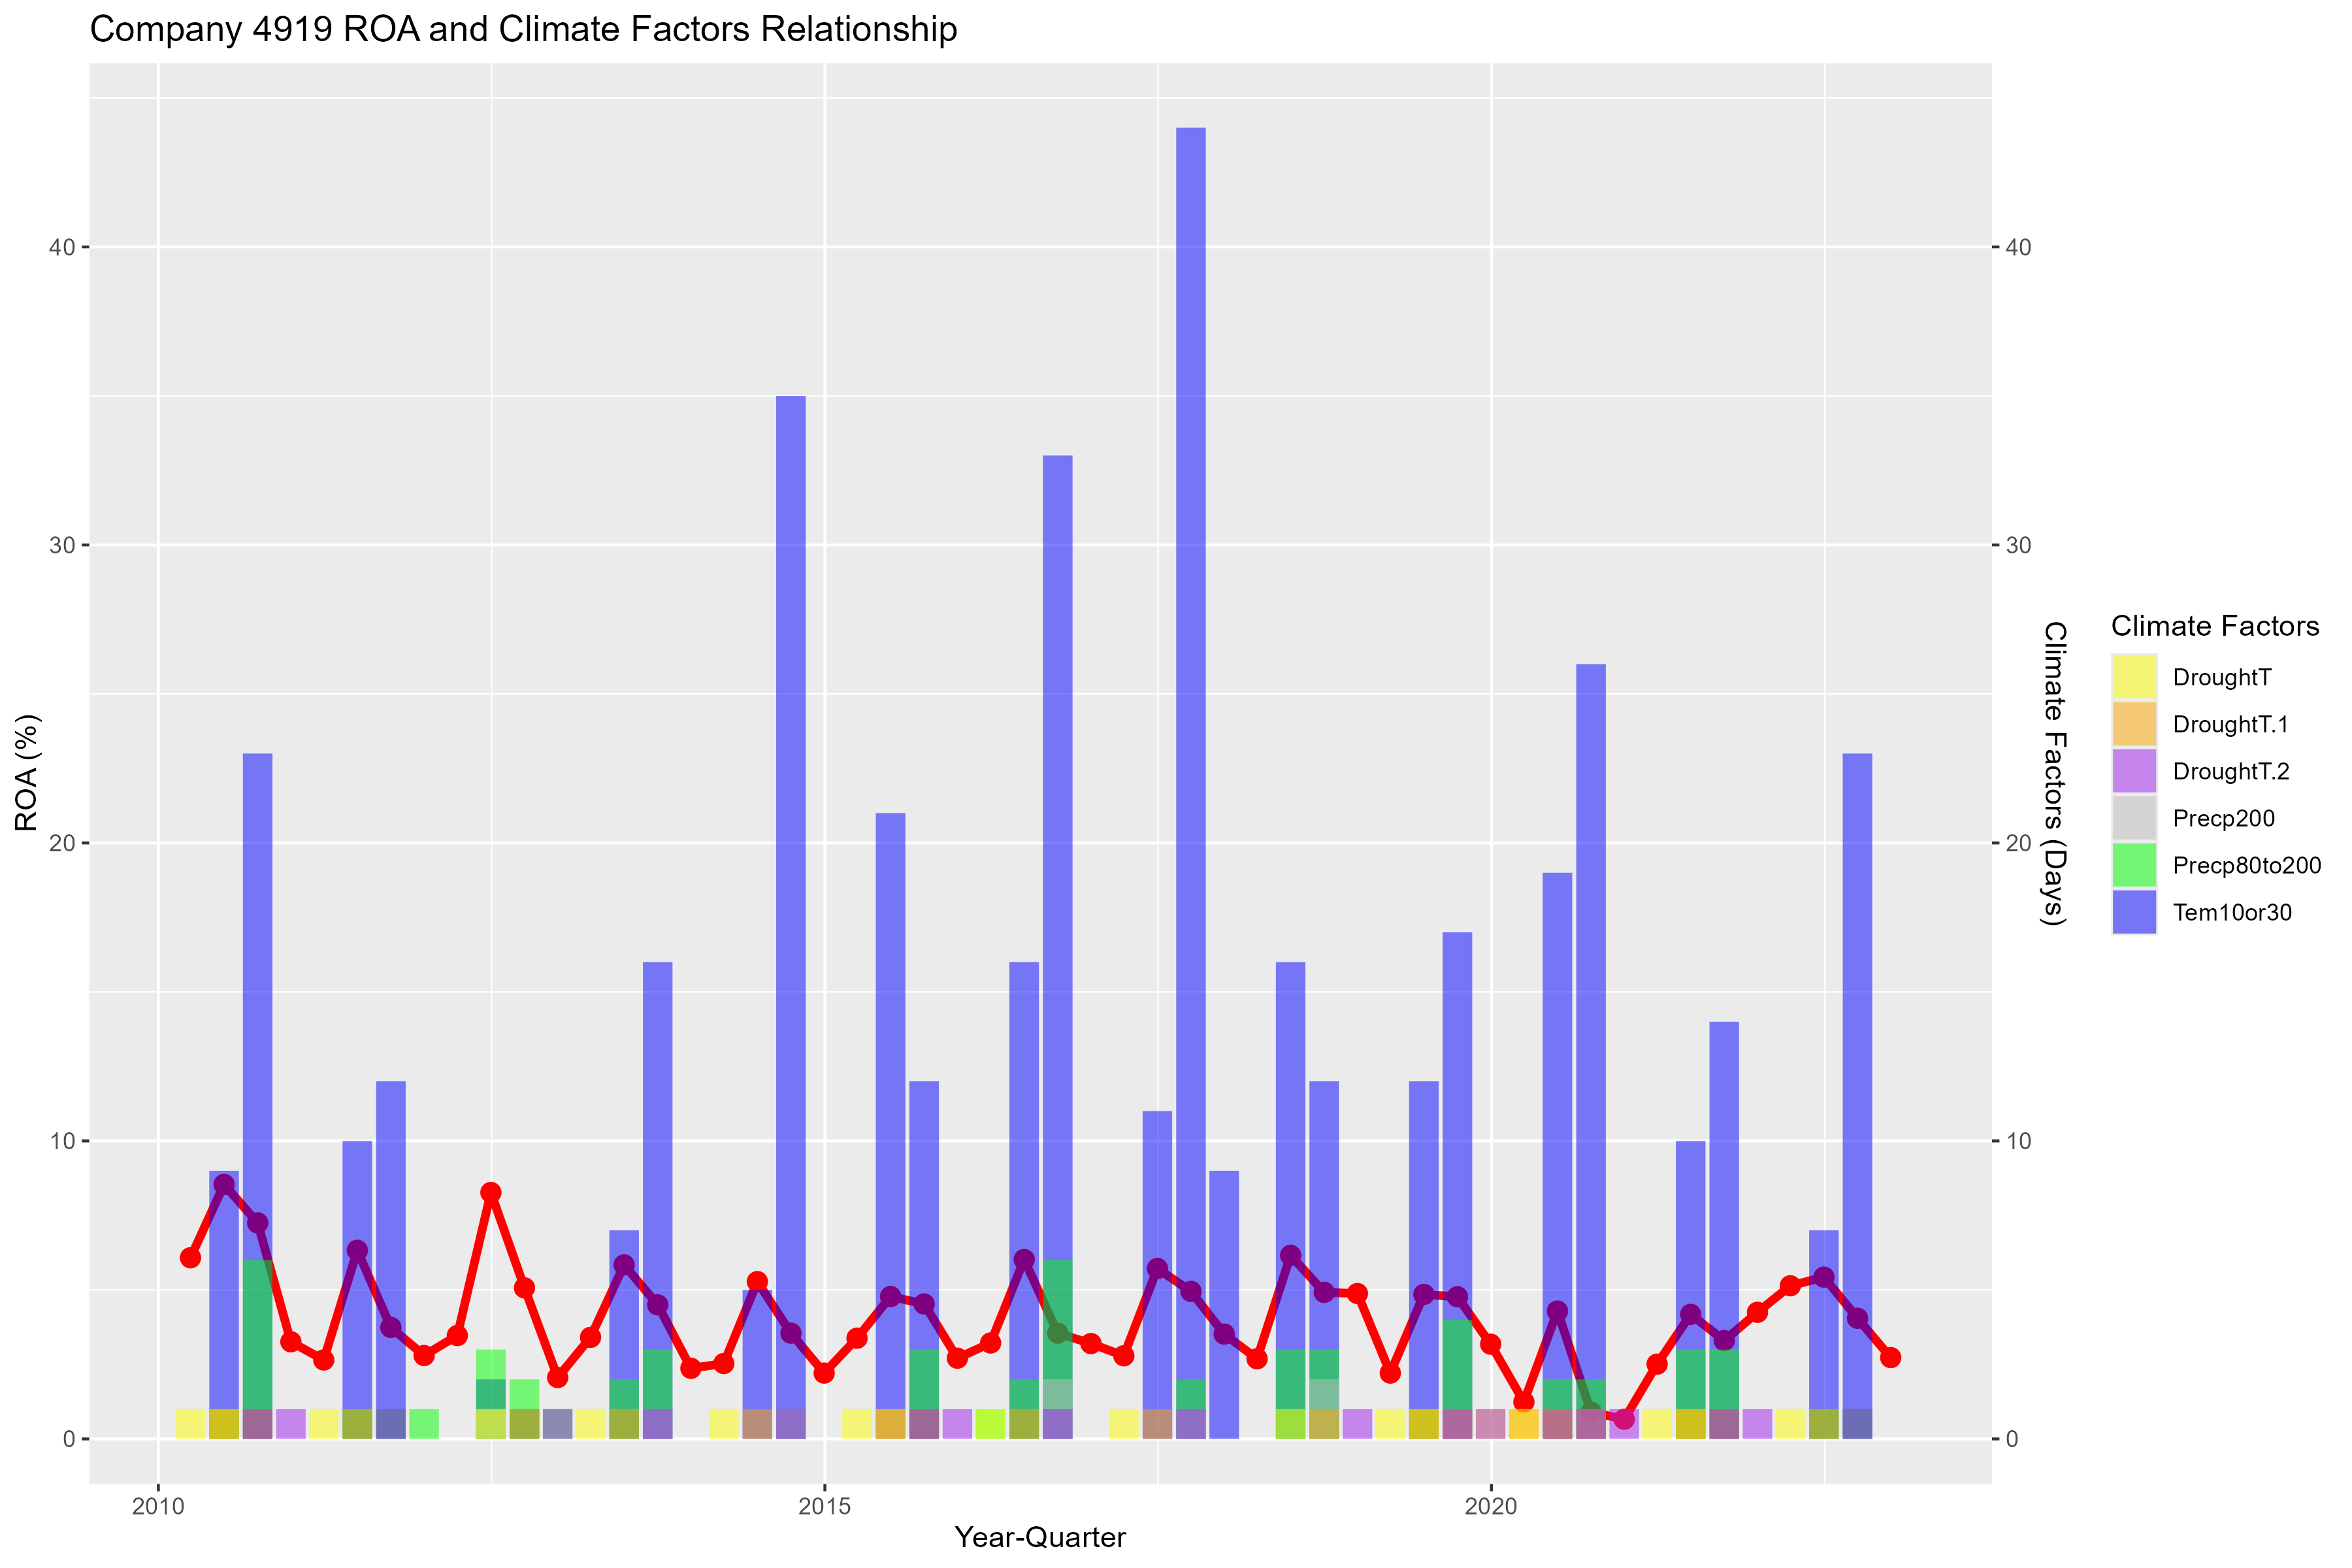 Company 4919 ROA and Climate Factors Relationship
ROA (%)
40
30
20
10
0
40
30
20
10
0
Climate Factors (Days)
2010
2015
2020
Year-Quarter
Climate Factors
DroughtT
DroughtT.1
DroughtT.2
Precp200
Precp80to200
Tem10or30